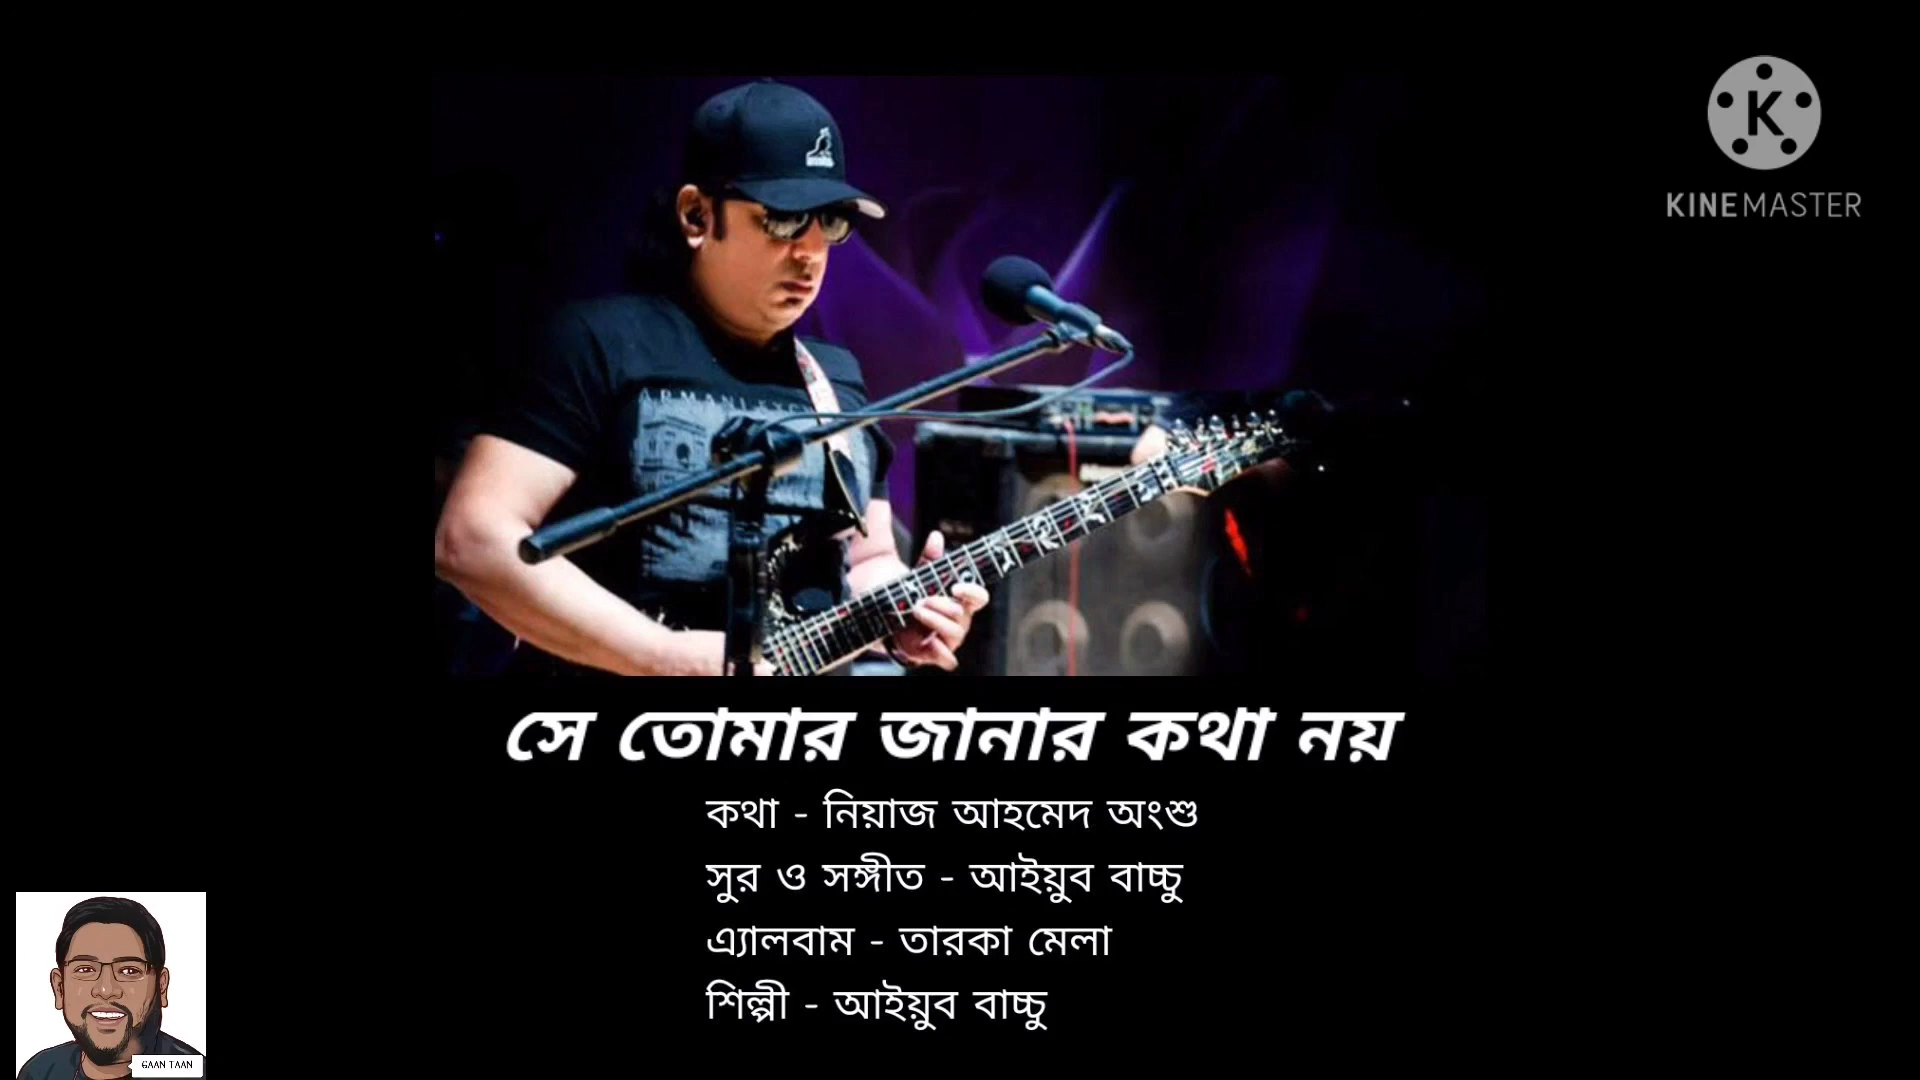 KINEMASTER
সে তোমার জানার কথা নয়
কথা - নিয়াজ আহমেদ অংশু
সুর ও সঙ্গীত - আইয়ুব বাচ্চু
এ্যালবাম - তারকা মেলা
শিল্পী - আইয়ুব বাচ্চু
GAAN TAAN